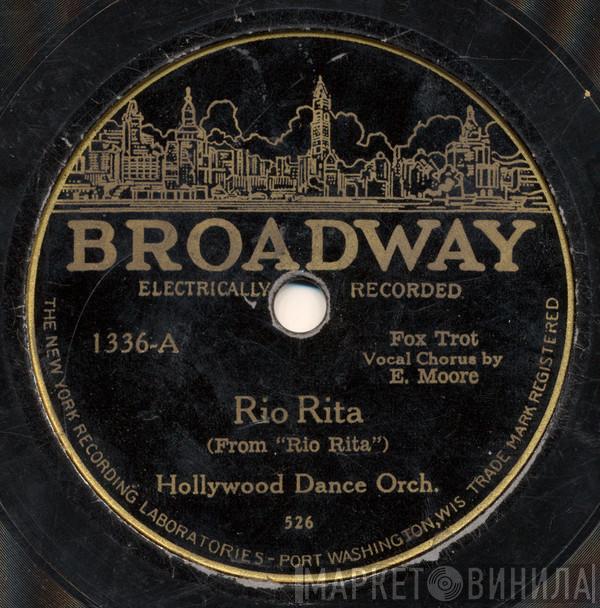 BROADWAY
ELECTRICALLY RECORDED
1336-A
Fox Trot
Vocal Chorus by
E. Moore
Rio Rita
(From "Rio Rita")
Hollywood Dance Orch.
526
THE NEW YORK RECORDING LABORATORIES - PORT WASHINGTON, WIS. TRADE MARK REGISTERED
МАРКЕТ ВИНИЛА